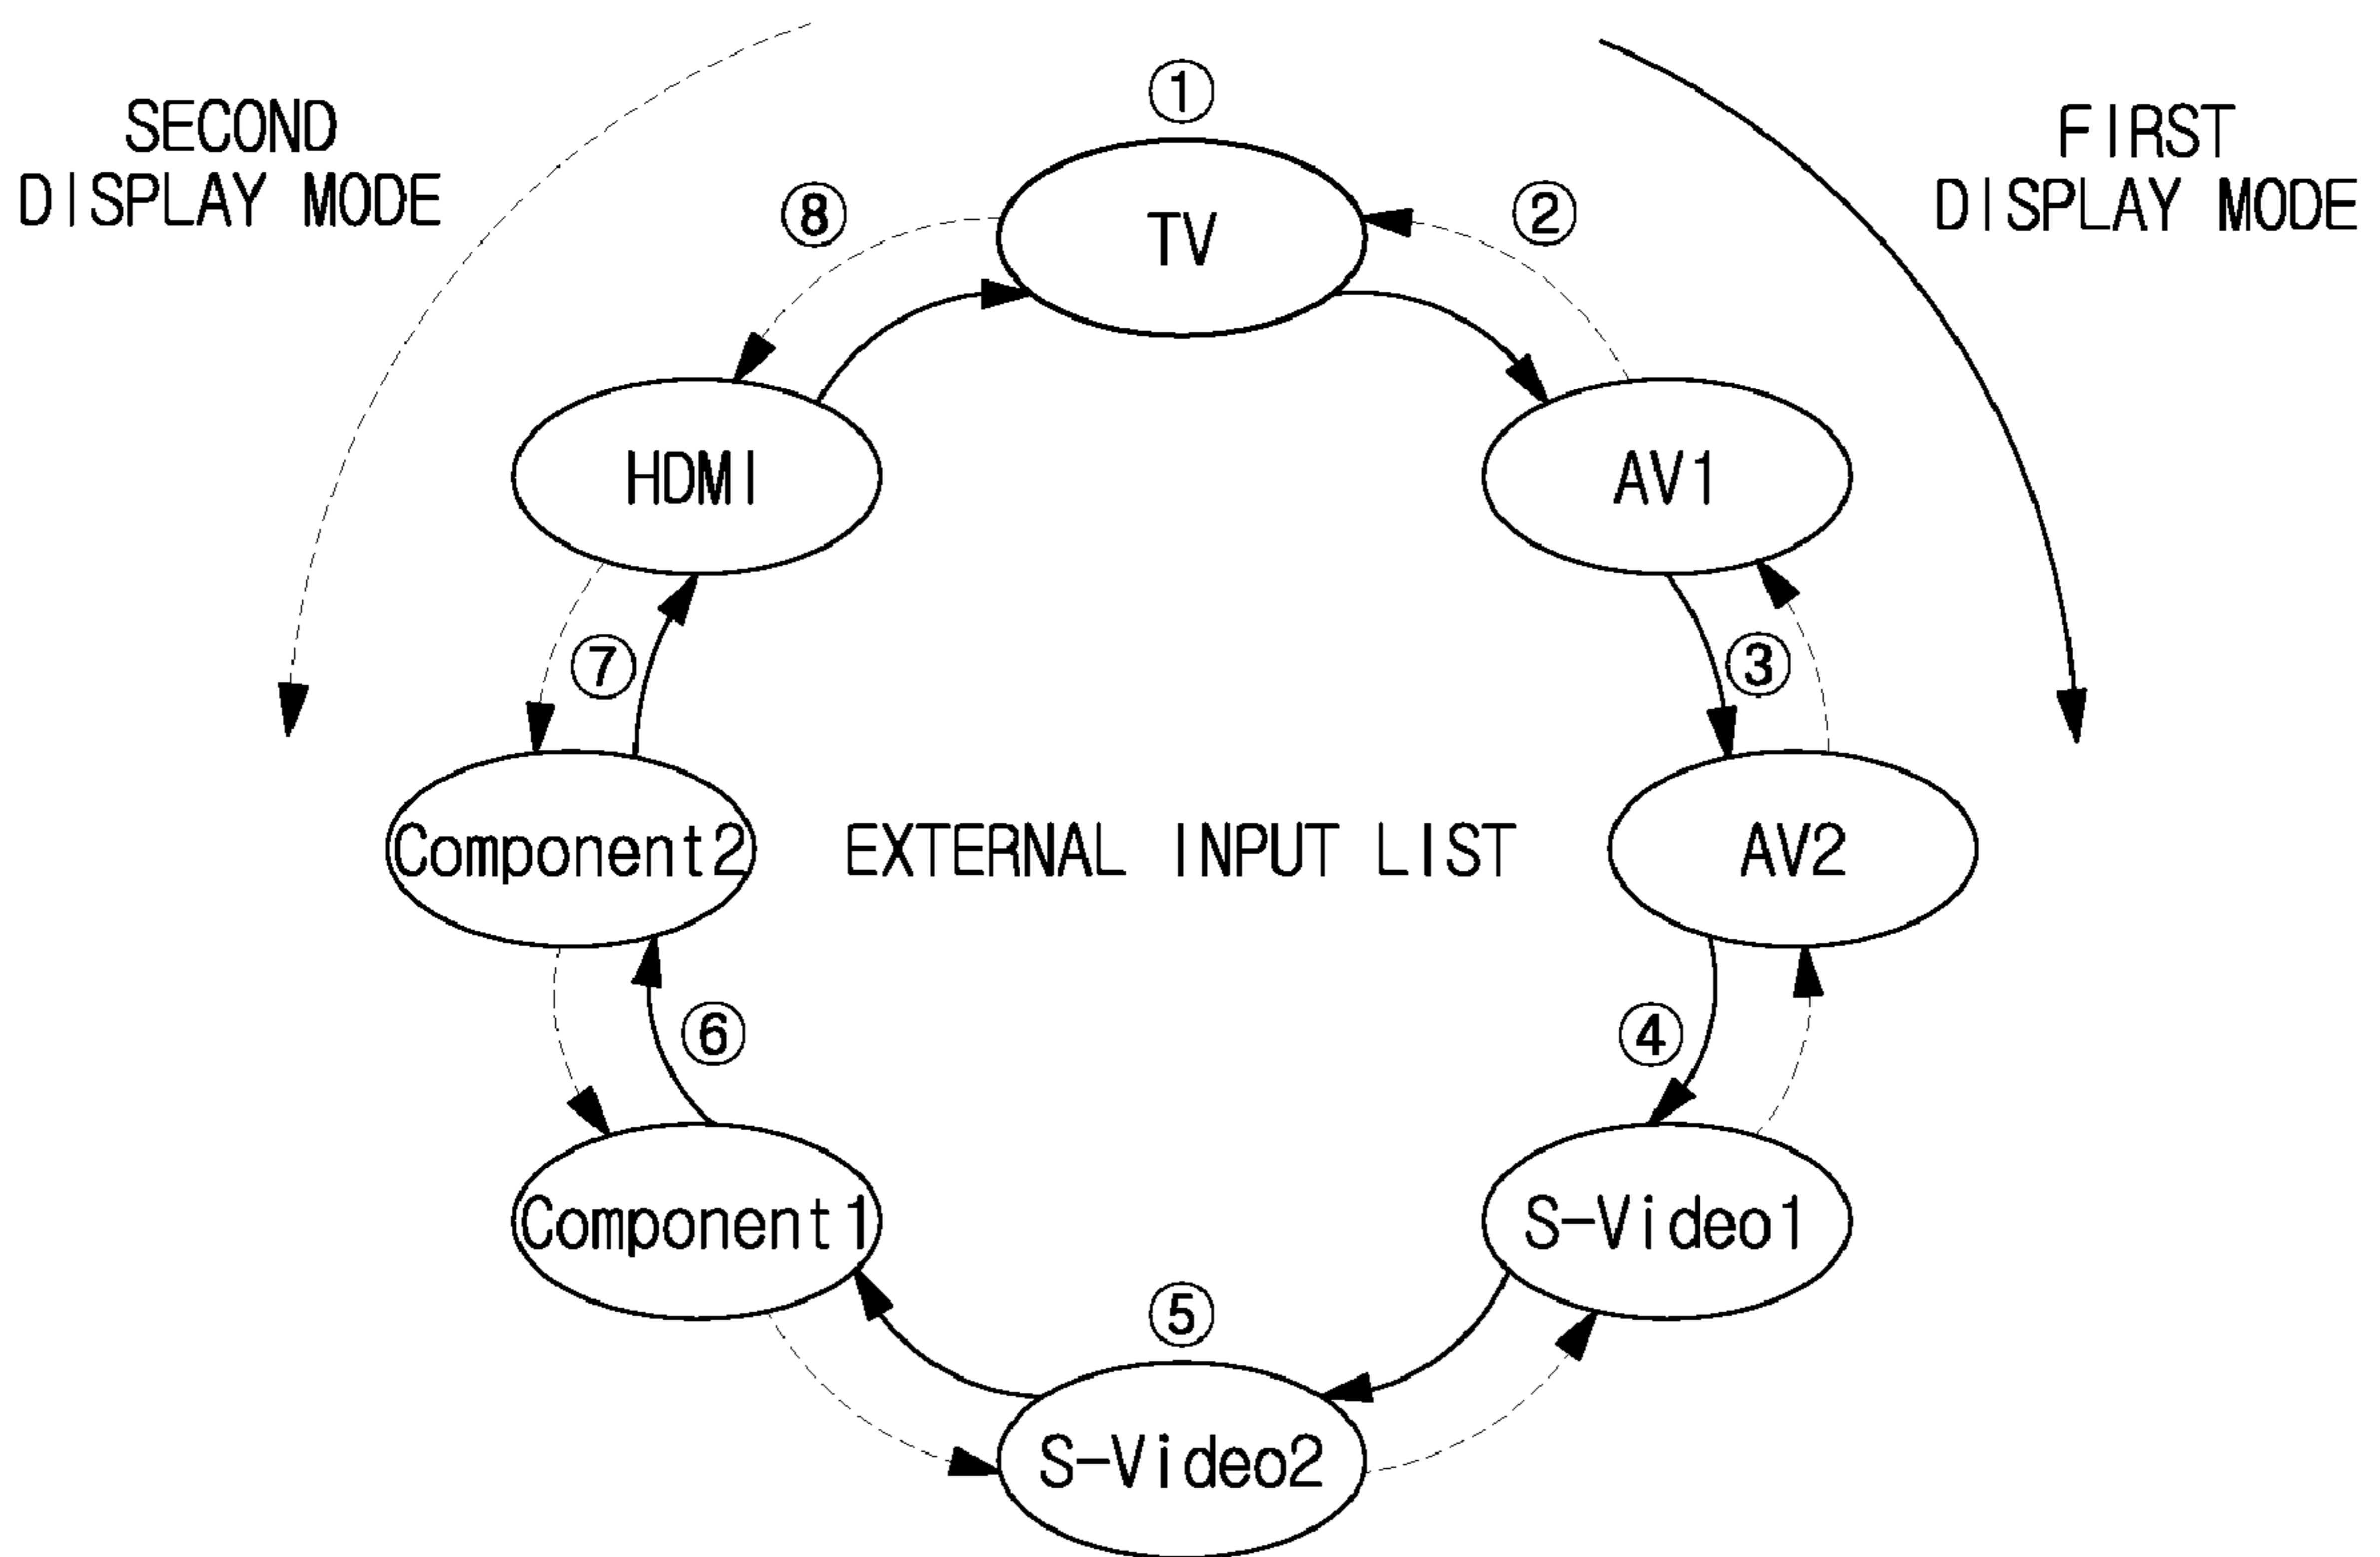 ①
SECOND
DISPLAY MODE
FIRST
DISPLAY MODE
⑧
②
TV
HDMI
AV1
⑦
③
Component2
EXTERNAL INPUT LIST
AV2
⑥
④
Component1
S-Video1
⑤
S-Video2